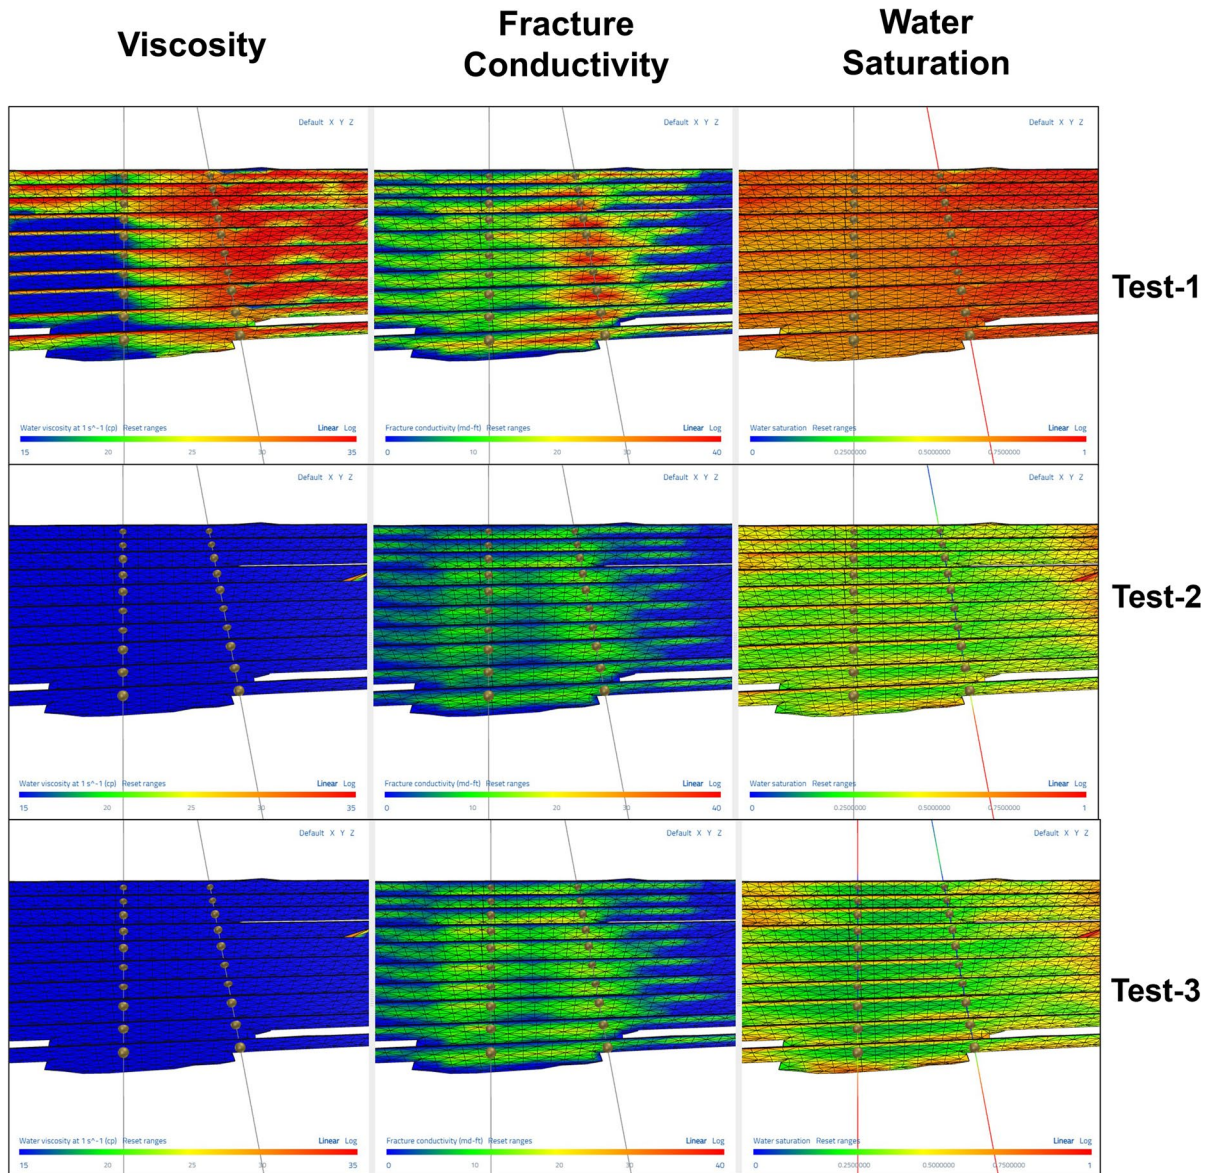 Viscosity
Fracture
Conductivity
Water
Saturation
Default X Y Z
Water viscosity at 1 s^-1 (cp) Reset ranges Linear Log
15 20 25 30 35
Default X Y Z
Fracture conductivity (md-ft) Reset ranges Linear Log
0 10 20 30 40
Default X Y Z
Water saturation Reset ranges Linear Log
0 0.2500000 0.5000000 0.7500000 1
Test-1
Default X Y Z
Water viscosity at 1 s^-1 (cp) Reset ranges Linear Log
15 20 25 30 35
Default X Y Z
Fracture conductivity (md-ft) Reset ranges Linear Log
0 10 20 30 40
Default X Y Z
Water saturation Reset ranges Linear Log
0 0.2500000 0.5000000 0.7500000 1
Test-2
Default X Y Z
Water viscosity at 1 s^-1 (cp) Reset ranges Linear Log
15 20 25 30 35
Default X Y Z
Fracture conductivity (md-ft) Reset ranges Linear Log
0 10 20 30 40
Default X Y Z
Water saturation Reset ranges Linear Log
0 0.2500000 0.5000000 0.7500000 1
Test-3